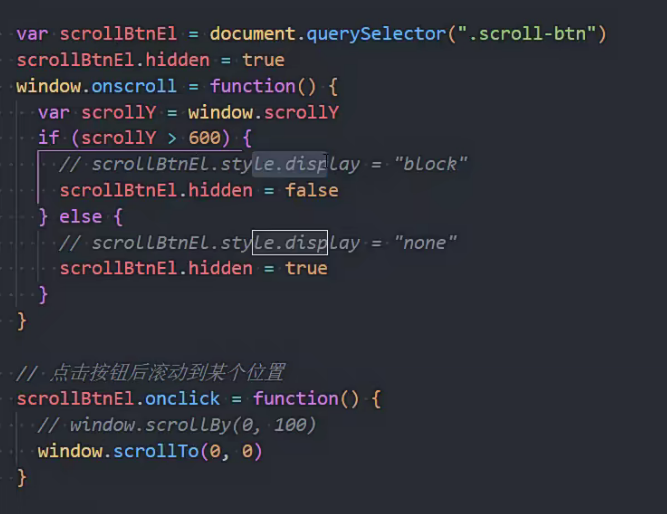 var scrollBtnEl = document.querySelector(".scroll-btn")
scrollBtnEl.hidden = true
window.onscroll = function() {
  var scrollY = window.scrollY
  if (scrollY > 600) {
    // scrollBtnEl.style.display = "block"
    scrollBtnEl.hidden = false
  } else {
    // scrollBtnEl.style.display = "none"
    scrollBtnEl.hidden = true
  }
}
// 点击按钮后滚动到某个位置
scrollBtnEl.onclick = function() {
  // window.scrollBy(0, 100)
  window.scrollTo(0, 0)
}